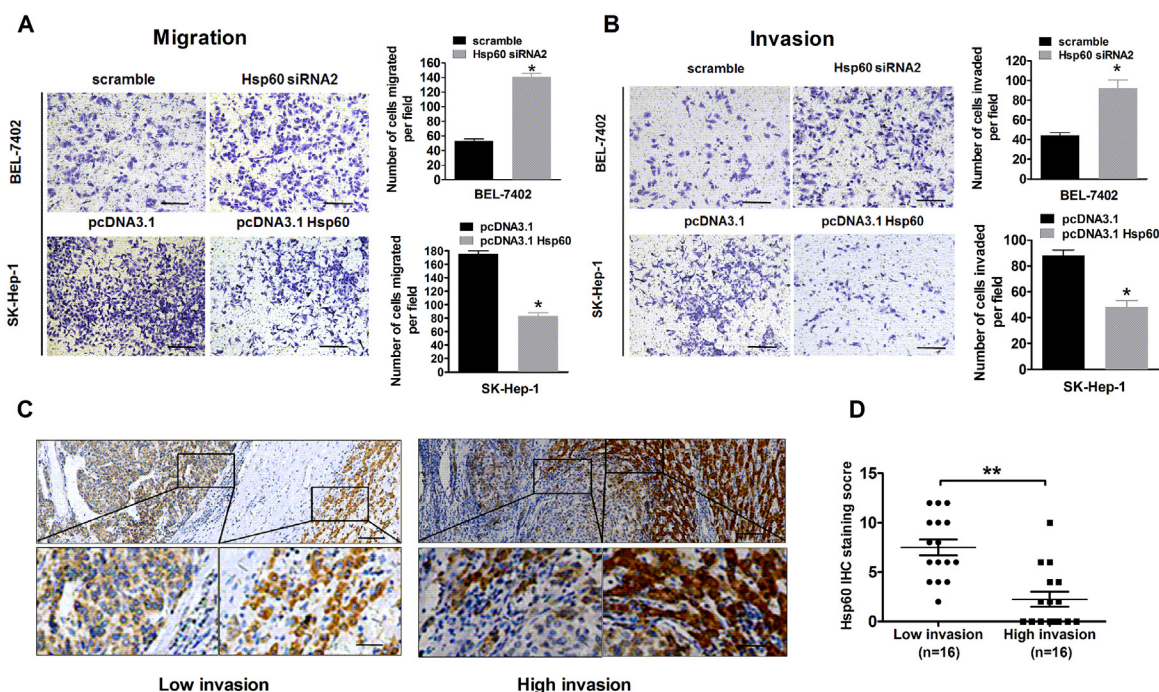 A
Migration
scramble
Hsp60 siRNA2
BEL-7402
pcDNA3.1
pcDNA3.1 Hsp60
SK-Hep-1
scramble
Hsp60 siRNA2
Number of cells migrated
per field
160
140
120
100
80
60
40
20
0
*
BEL-7402
pcDNA3.1
pcDNA3.1 Hsp60
Number of cells migrated
per field
180
160
140
120
100
80
60
40
20
0
*
SK-Hep-1
B
Invasion
scramble
Hsp60 siRNA2
BEL-7402
pcDNA3.1
pcDNA3.1 Hsp60
SK-Hep-1
scramble
Hsp60 siRNA2
Number of cells invaded
per field
120
100
80
60
40
20
0
*
BEL-7402
pcDNA3.1
pcDNA3.1 Hsp60
Number of cells invaded
per field
100
80
60
40
20
0
*
SK-Hep-1
C
Low invasion
High invasion
D
Hsp60 IHC staining socre
15
10
5
0
**
Low invasion
(n=16)
High invasion
(n=16)